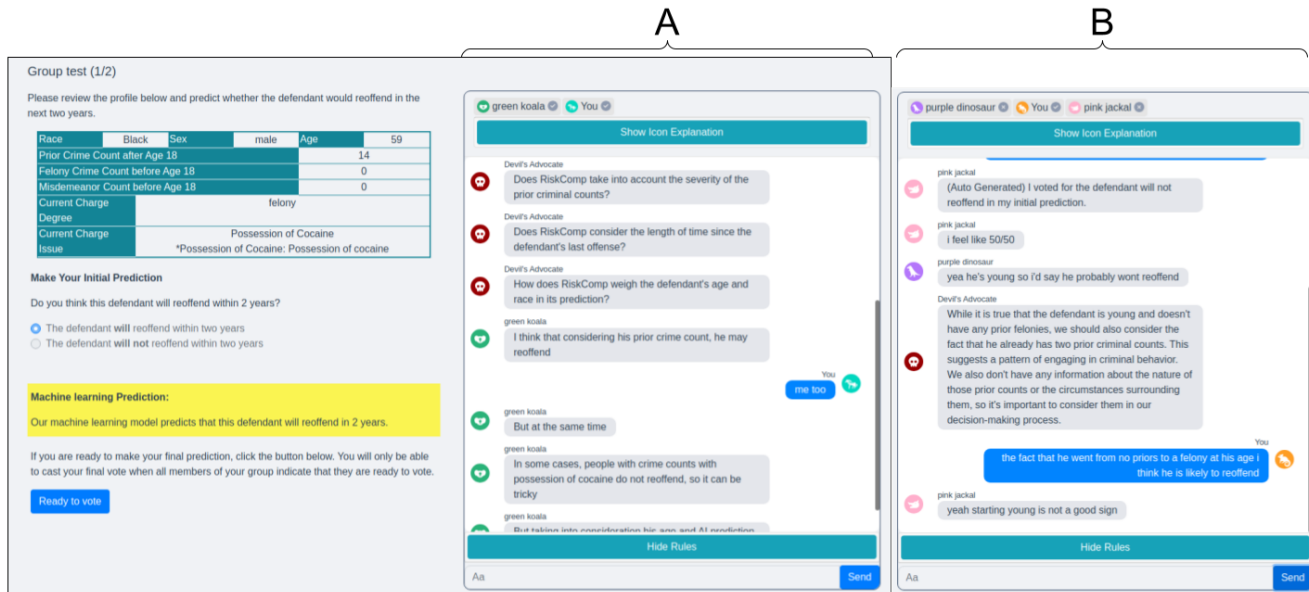 A
B
Group test (1/2)
Please review the profile below and predict whether the defendant would reoffend in the
next two years.
Race Black Sex male Age 59
Prior Crime Count after Age 18 14
Felony Crime Count before Age 18 0
Misdemeanor Count before Age 18 0
Current Charge felony
Degree
Current Charge Possession of Cocaine
Issue *Possession of Cocaine: Possession of cocaine
Make Your Initial Prediction
Do you think this defendant will reoffend within 2 years?
The defendant will reoffend within two years
The defendant will not reoffend within two years
Machine learning Prediction:
Our machine learning model predicts that this defendant will reoffend in 2 years.
If you are ready to make your final prediction, click the button below. You will only be able
to cast your final vote when all members of your group indicate that they are ready to vote.
Ready to vote
green koala You
Show Icon Explanation
Devil's Advocate
Does RiskComp take into account the severity of the
prior criminal counts?
Devil's Advocate
Does RiskComp consider the length of time since the
defendant's last offense?
Devil's Advocate
How does RiskComp weigh the defendant's age and
race in its prediction?
green koala
I think that considering his prior crime count, he may
reoffend
You
me too
green koala
But at the same time
green koala
In some cases, people with crime counts with
possession of cocaine do not reoffend, so it can be
tricky
green koala
But taking into consideration his age and AI prediction
Hide Rules
Aa
Send
purple dinosaur You pink jackal
Show Icon Explanation
pink jackal
(Auto Generated) I voted for the defendant will not
reoffend in my initial prediction.
pink jackal
i feel like 50/50
purple dinosaur
yea he's young so i'd say he probably wont reoffend
Devil's Advocate
While it is true that the defendant is young and doesn't
have any prior felonies, we should also consider the
fact that he already has two prior criminal counts. This
suggests a pattern of engaging in criminal behavior.
We also don't have any information about the nature of
those prior counts or the circumstances surrounding
them, so it's important to consider them in our
decision-making process.
You
the fact that he went from no priors to a felony at his age i
think he is likely to reoffend
pink jackal
yeah starting young is not a good sign
Hide Rules
Aa
Send